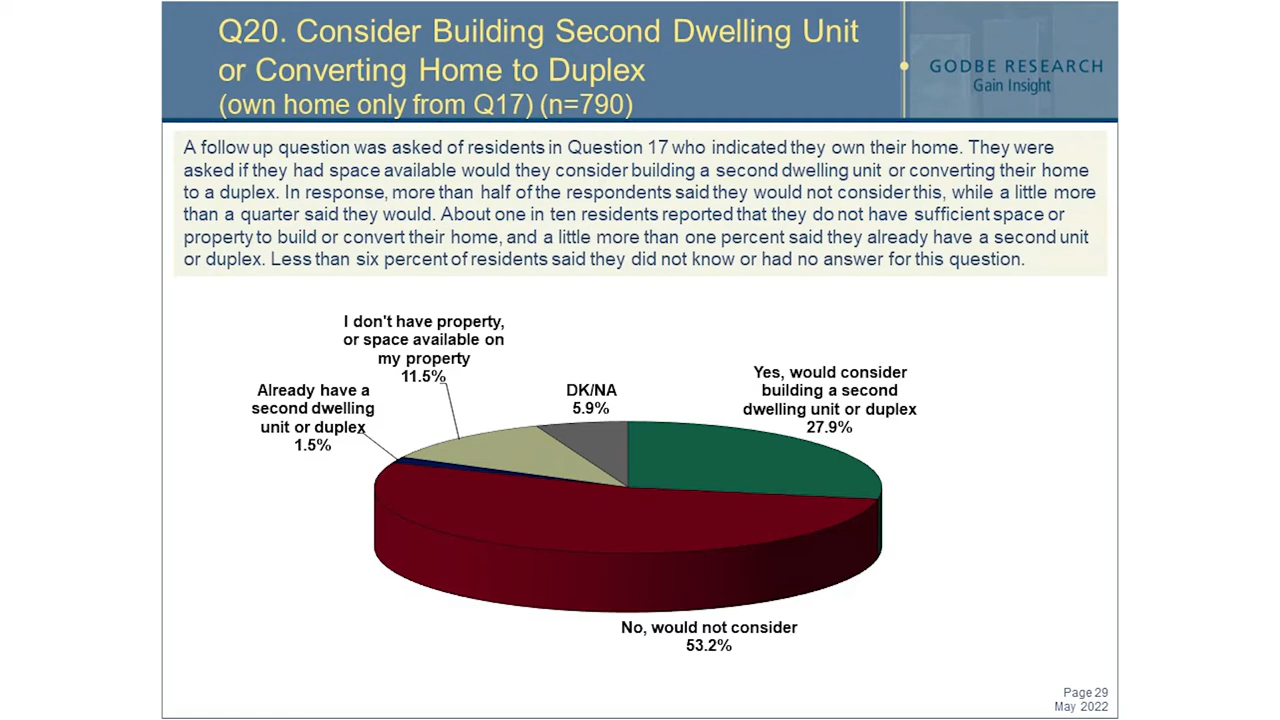 Q20. Consider Building Second Dwelling Unit
or Converting Home to Duplex
(own home only from Q17) (n=790)
GODBE RESEARCH
Gain Insight
A follow up question was asked of residents in Question 17 who indicated they own their home. They were
asked if they had space available would they consider building a second dwelling unit or converting their home
to a duplex. In response, more than half of the respondents said they would not consider this, while a little more
than a quarter said they would. About one in ten residents reported that they do not have sufficient space or
property to build or convert their home, and a little more than one percent said they already have a second unit
or duplex. Less than six percent of residents said they did not know or had no answer for this question.
I don't have property,
or space available on
my property
11.5%
Already have a
second dwelling
unit or duplex
1.5%
DK/NA
5.9%
Yes, would consider
building a second
dwelling unit or duplex
27.9%
No, would not consider
53.2%
Page 29
May 2022